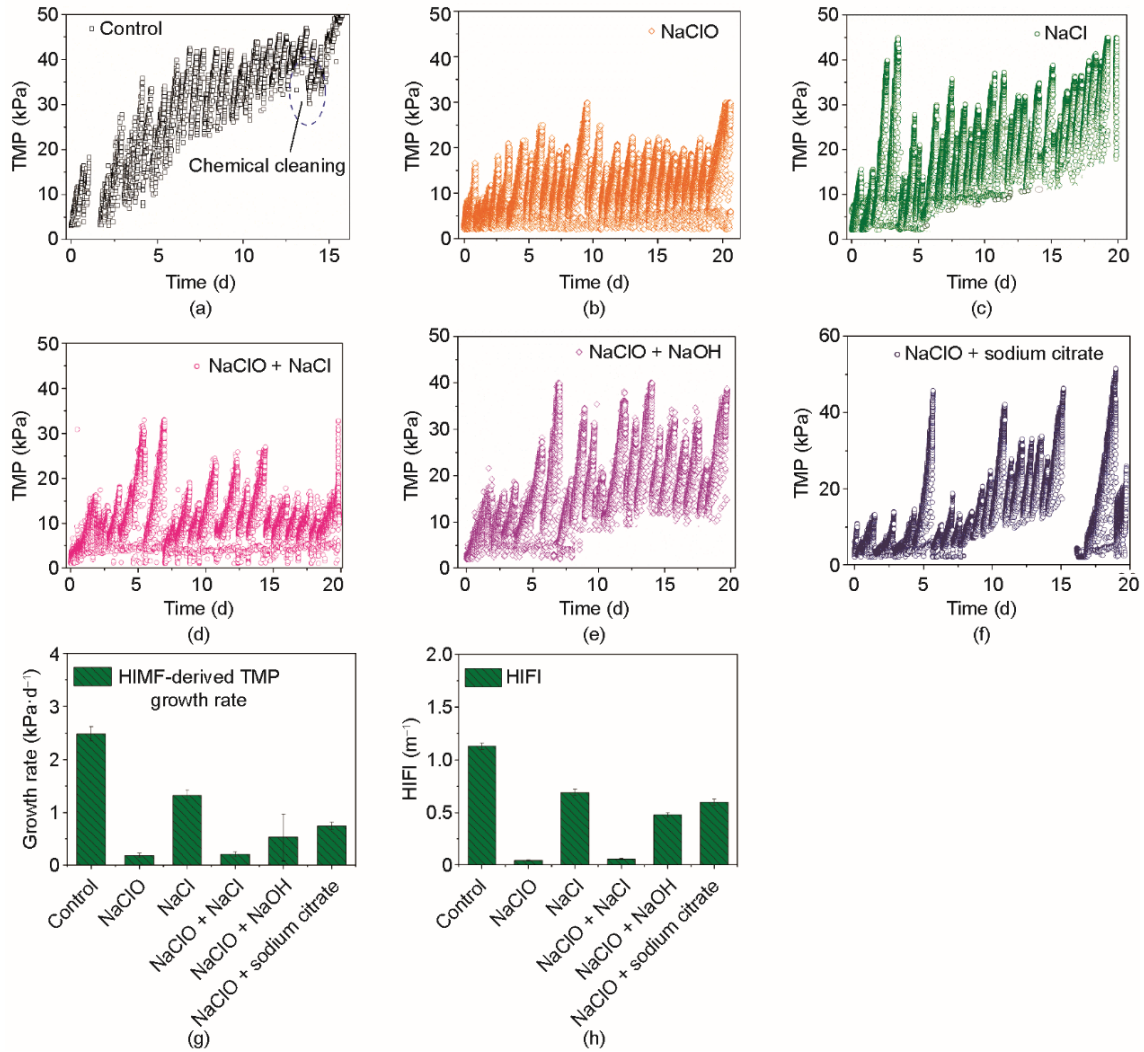 50
40
30
20
10
0
TMP (kPa)
Control
Chemical cleaning
0
5
10
15
Time (d)
(a)
50
40
30
20
10
0
TMP (kPa)
NaClO
0
5
10
15
20
Time (d)
(b)
50
40
30
20
10
0
TMP (kPa)
NaCl
0
5
10
15
20
Time (d)
(c)
50
40
30
20
10
0
TMP (kPa)
NaClO + NaCl
0
5
10
15
20
Time (d)
(d)
50
40
30
20
10
0
TMP (kPa)
NaClO + NaOH
0
5
10
15
20
Time (d)
(e)
60
40
20
0
TMP (kPa)
NaClO + sodium citrate
0
5
10
15
20
Time (d)
(f)
4
3
2
1
0
Growth rate (kPa·d⁻¹)
HIMF-derived TMP
growth rate
Control
NaClO
NaCl
NaClO + NaCl
NaClO + NaOH
NaClO + sodium citrate
(g)
2.0
1.5
1.0
0.5
0
HIFI (m⁻¹)
HIFI
Control
NaClO
NaCl
NaClO + NaCl
NaClO + NaOH
NaClO + sodium citrate
(h)